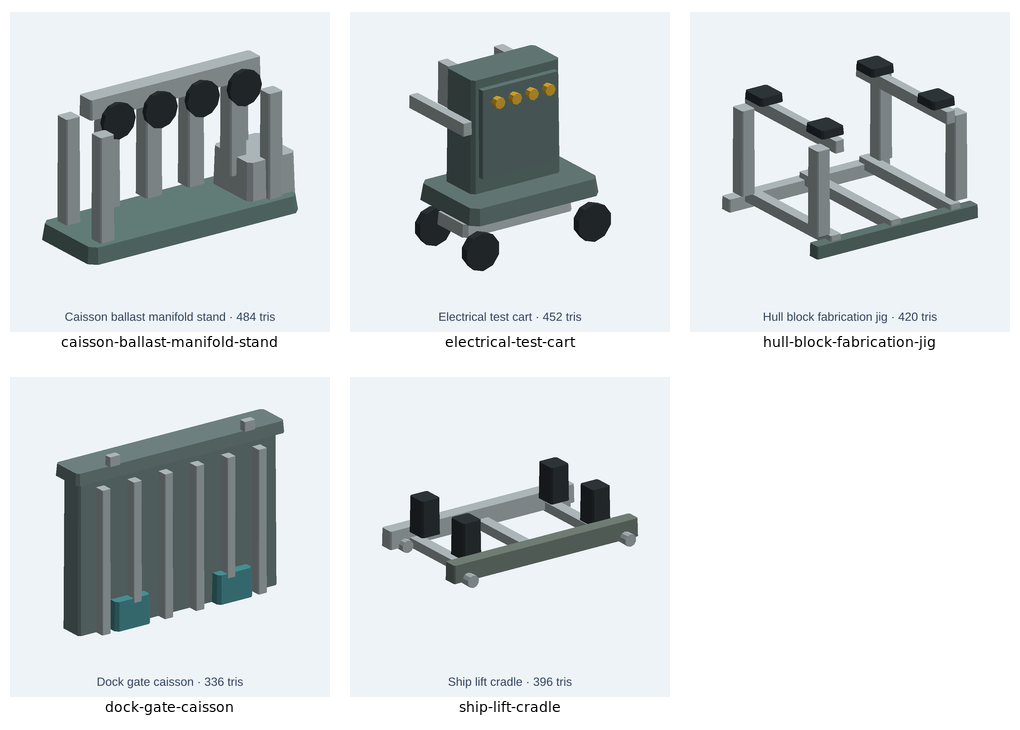 Caisson ballast manifold stand · 484 tris
caisson-ballast-manifold-stand
Electrical test cart · 452 tris
electrical-test-cart
Hull block fabrication jig · 420 tris
hull-block-fabrication-jig
Dock gate caisson · 336 tris
dock-gate-caisson
Ship lift cradle · 396 tris
ship-lift-cradle